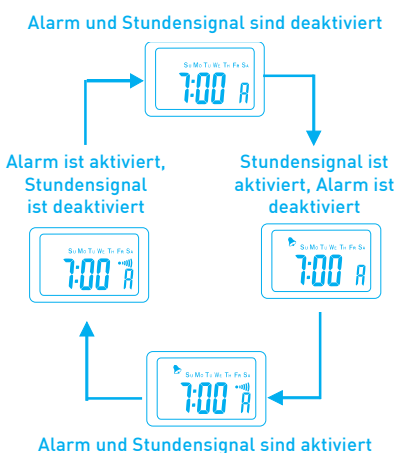 Alarm und Stundensignal sind deaktiviert
Su Mo Tu We Th Fr Sa
7:00 A
Alarm ist aktiviert,
Stundensignal
ist deaktiviert
Su Mo Tu We Th Fr Sa
7:00 A
Stundensignal ist
aktiviert, Alarm ist
deaktiviert
Su Mo Tu We Th Fr Sa
7:00 A
Su Mo Tu We Th Fr Sa
7:00 A
Alarm und Stundensignal sind aktiviert